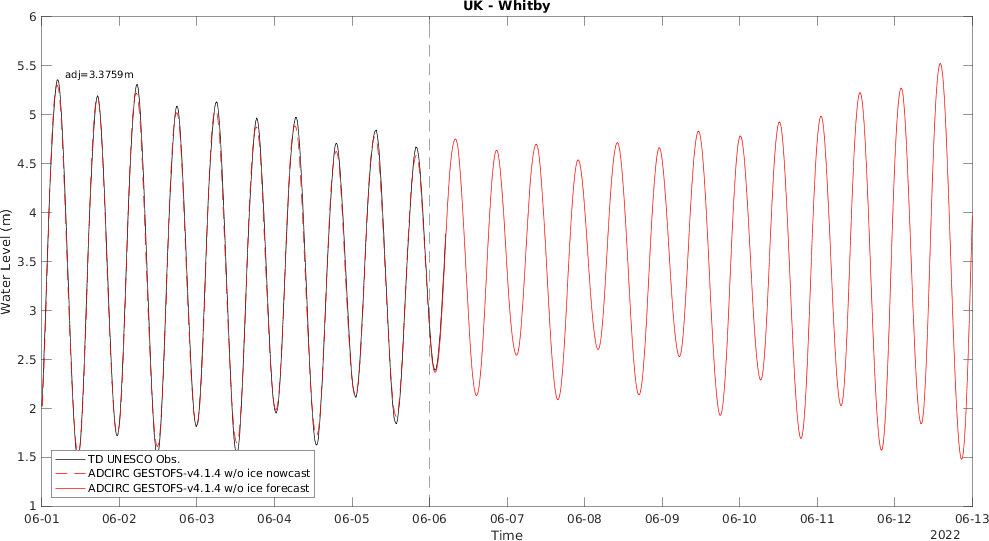 UK - Whitby
adj=3.3759m
6
5.5
5
4.5
4
3.5
3
2.5
2
1.5
1
Water Level (m)
TD UNESCO Obs.
ADCIRC GESTOFS-v4.1.4 w/o ice nowcast
ADCIRC GESTOFS-v4.1.4 w/o ice forecast
06-01 06-02 06-03 06-04 06-05 06-06 06-07 06-08 06-09 06-10 06-11 06-12 06-13
Time
2022